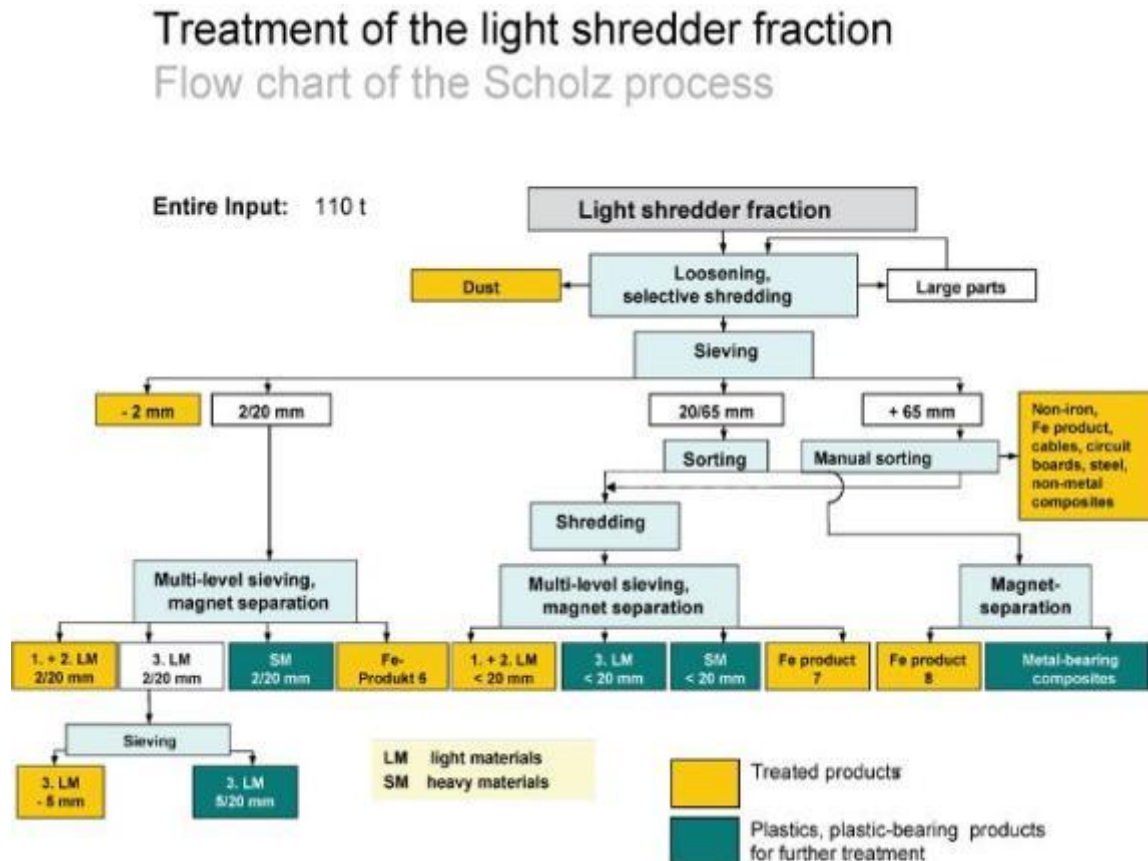 Treatment of the light shredder fraction
Flow chart of the Scholz process
Entire Input: 110 t
Light shredder fraction
Dust
Loosening,
selective shredding
Large parts
Sieving
- 2 mm
2/20 mm
20/65 mm
+ 65 mm
Non-iron,
Fe product,
cables, circuit
boards, steel,
non-metal
composites
Sorting
Manual sorting
Shredding
Multi-level sieving,
magnet separation
Multi-level sieving,
magnet separation
Magnet-
separation
1. + 2. LM
2/20 mm
3. LM
2/20 mm
SM
2/20 mm
Fe-
Produkt 6
1. + 2. LM
< 20 mm
3. LM
< 20 mm
SM
< 20 mm
Fe product
7
Fe product
8
Metal-bearing
composites
Sieving
3. LM
- 5 mm
3. LM
5/20 mm
LM light materials
SM heavy materials
Treated products
Plastics, plastic-bearing products
for further treatment